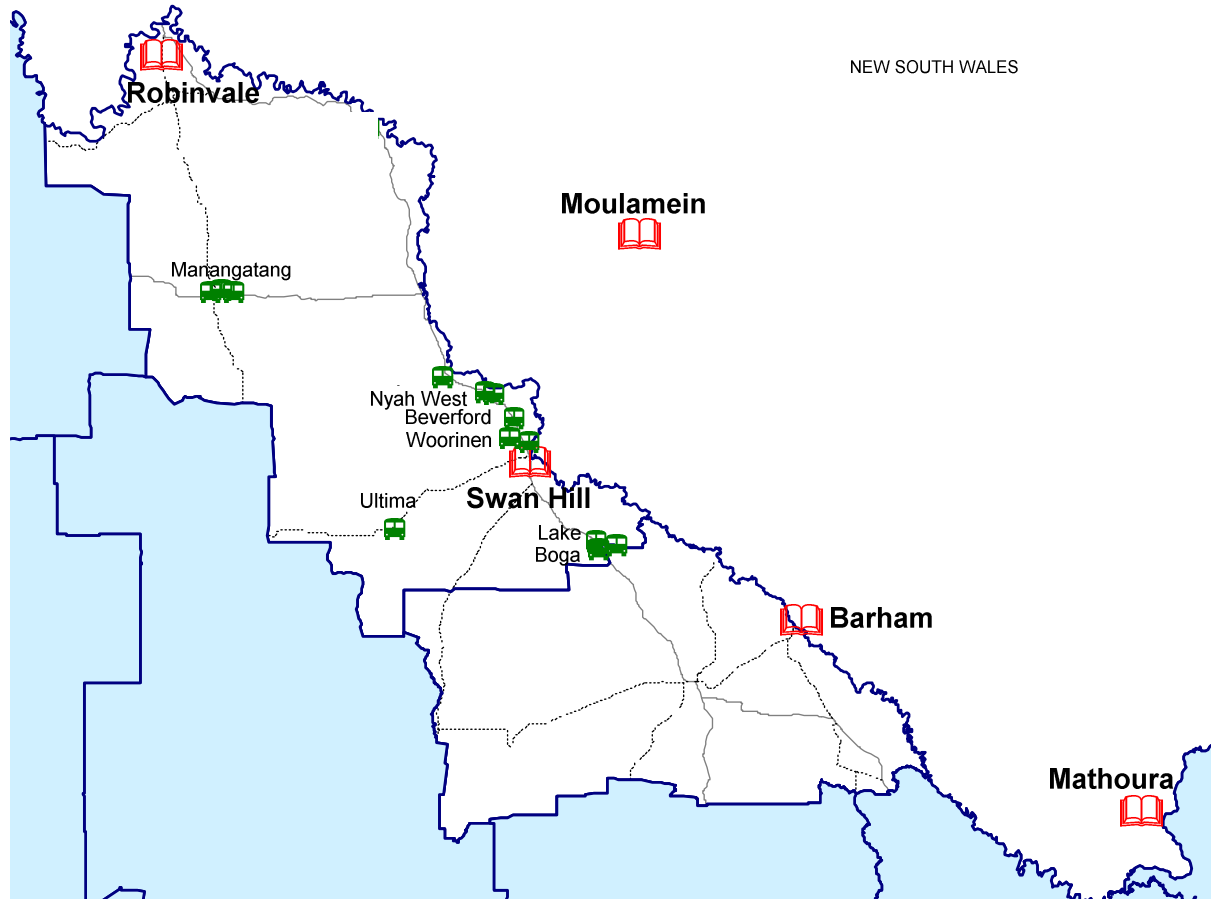 NEW SOUTH WALES
Robinvale
Moulamein
Manangatang
Nyah West
Beverford
Woorinen
Swan Hill
Ultima
Lake
Boga
Barham
Mathoura